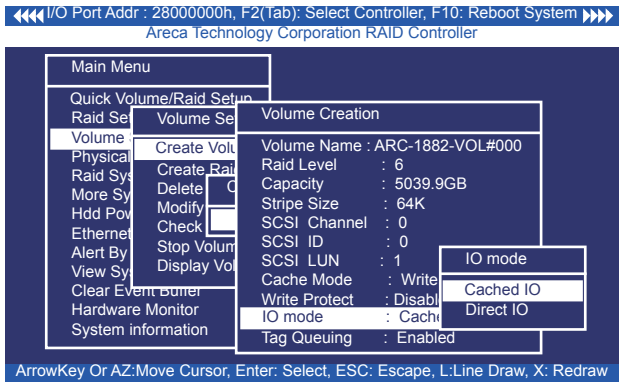 I/O Port Addr : 28000000h, F2(Tab): Select Controller, F10: Reboot System
Areca Technology Corporation RAID Controller
Main Menu
Quick Volume/Raid Setup
Raid Set
Volume
Physical
Raid Sys
More Sy
Hdd Pow
Ethernet
Alert By
View Sys
Clear Event Buffer
Hardware Monitor
System information
Volume Se
Create Volu
Create Raid
Delete
Modify
Check
Stop Volum
Display Vol
C
Volume Creation
Volume Name : ARC-1882-VOL#000
Raid Level : 6
Capacity : 5039.9GB
Stripe Size : 64K
SCSI Channel : 0
SCSI ID : 0
SCSI LUN : 1
Cache Mode : Write
Write Protect : Disabl
IO mode : Cache
Tag Queuing : Enabled
IO mode
Cached IO
Direct IO
ArrowKey Or AZ:Move Cursor, Enter: Select, ESC: Escape, L:Line Draw, X: Redraw